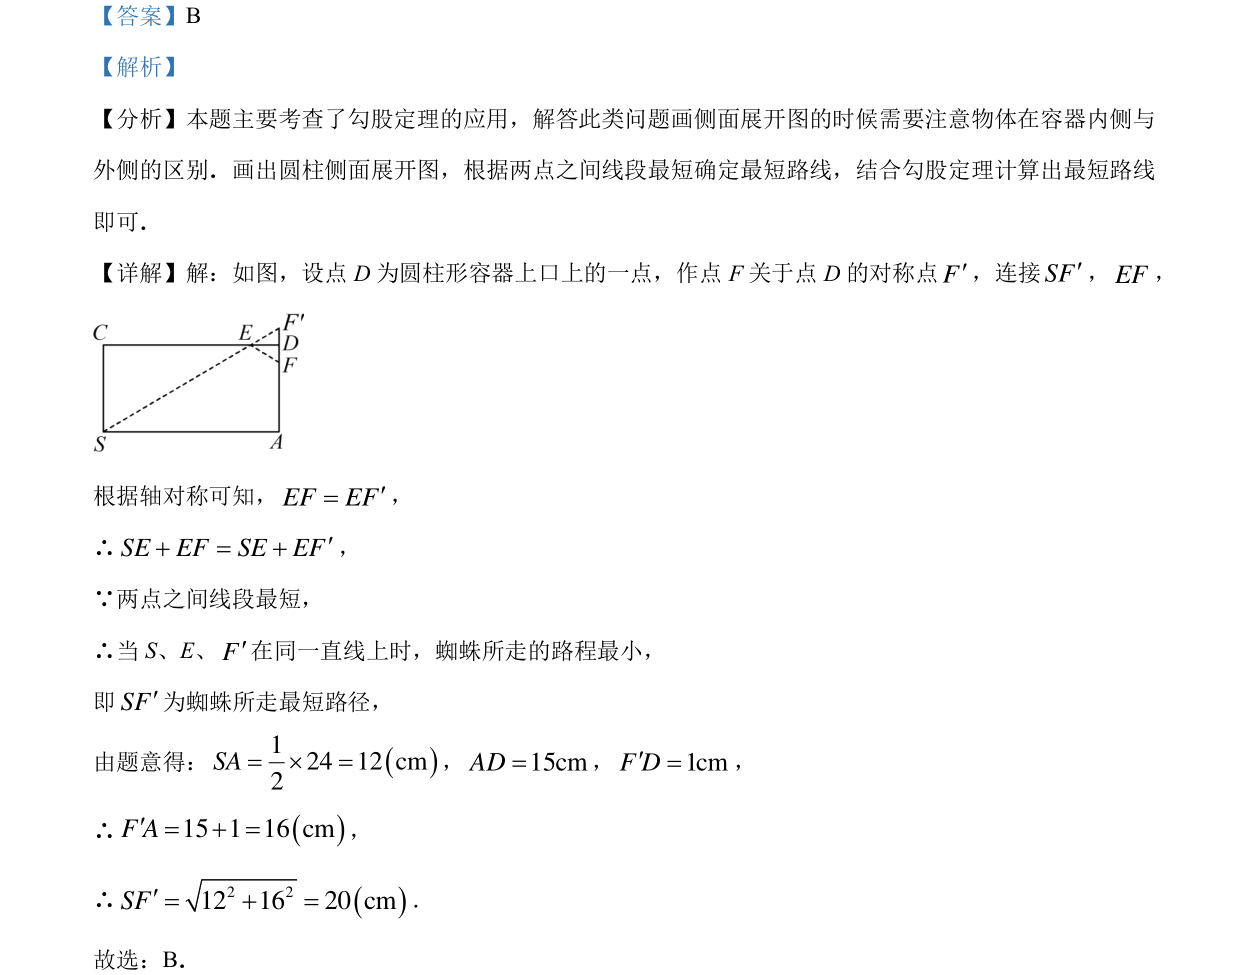 【答案】B
【解析】
【分析】本题主要考查了勾股定理的应用，解答此类问题画侧面展开图的时候需要注意物体在容器内侧与
外侧的区别．画出圆柱侧面展开图，根据两点之间线段最短确定最短路线，结合勾股定理计算出最短路线
即可．
【详解】解：如图，设点 D 为圆柱形容器上口上的一点，作点 F 关于点 D 的对称点 F′，连接 SF′， EF，
C E F′
D
F
S A
根据轴对称可知， EF = EF′，
∴ SE + EF = SE + EF′，
∵两点之间线段最短，
∴当 S、E、 F′ 在同一直线上时，蜘蛛所走的路程最小，
即 SF′ 为蜘蛛所走最短路径，
由题意得： SA = 1/2 × 24 = 12(cm)， AD = 15cm， F′D = 1cm，
∴ F′A = 15 + 1 = 16(cm)，
∴ SF′ = √(12² + 16²) = 20(cm)．
故选：B．